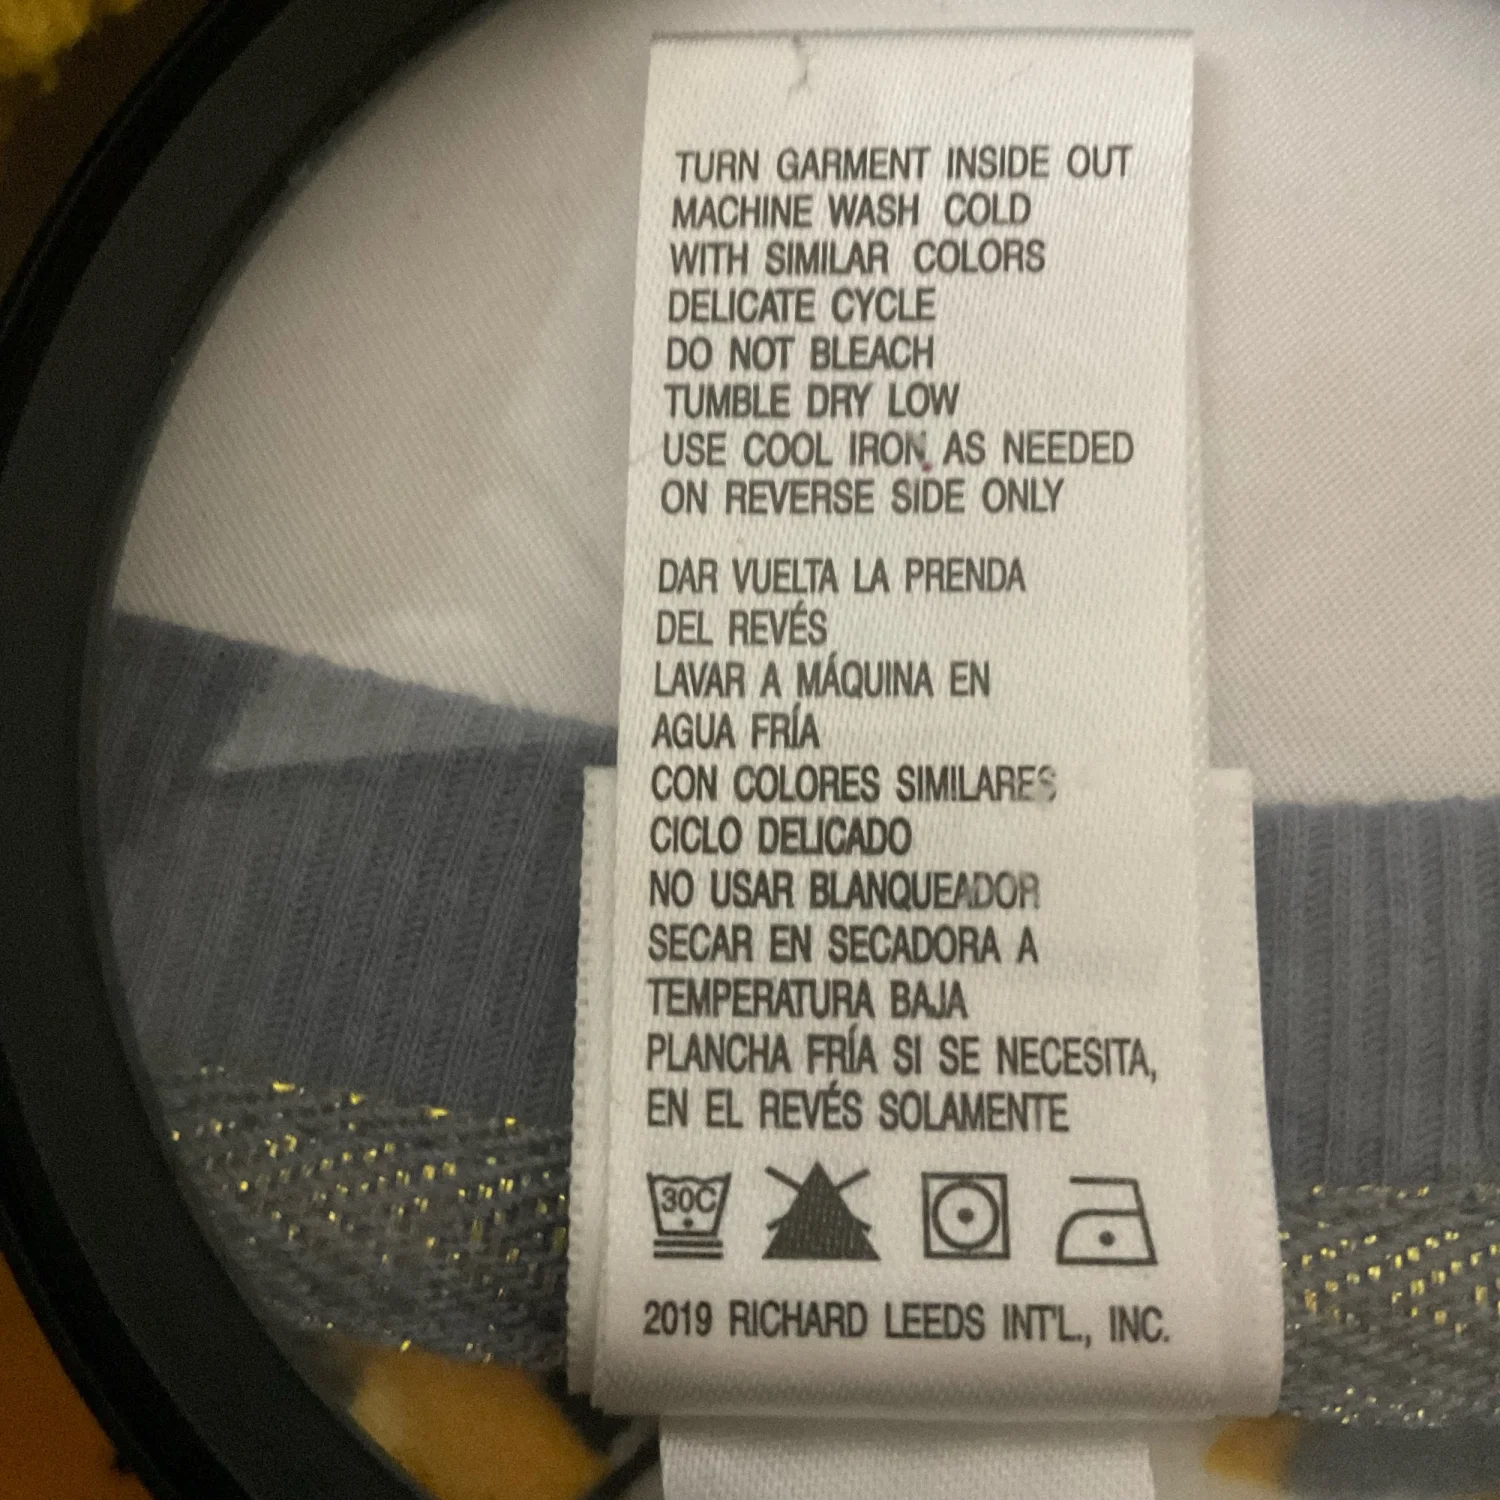 TURN GARMENT INSIDE OUT
MACHINE WASH COLD
WITH SIMILAR COLORS
DELICATE CYCLE
DO NOT BLEACH
TUMBLE DRY LOW
USE COOL IRON AS NEEDED
ON REVERSE SIDE ONLY
DAR VUELTA LA PRENDA
DEL REVÉS
LAVAR A MÁQUINA EN
AGUA FRÍA
CON COLORES SIMILARES
CICLO DELICADO
NO USAR BLANQUEADOR
SECAR EN SECADORA A
TEMPERATURA BAJA
PLANCHA FRÍA SI SE NECESITA,
EN EL REVÉS SOLAMENTE
30C
2019 RICHARD LEEDS INT'L., INC.